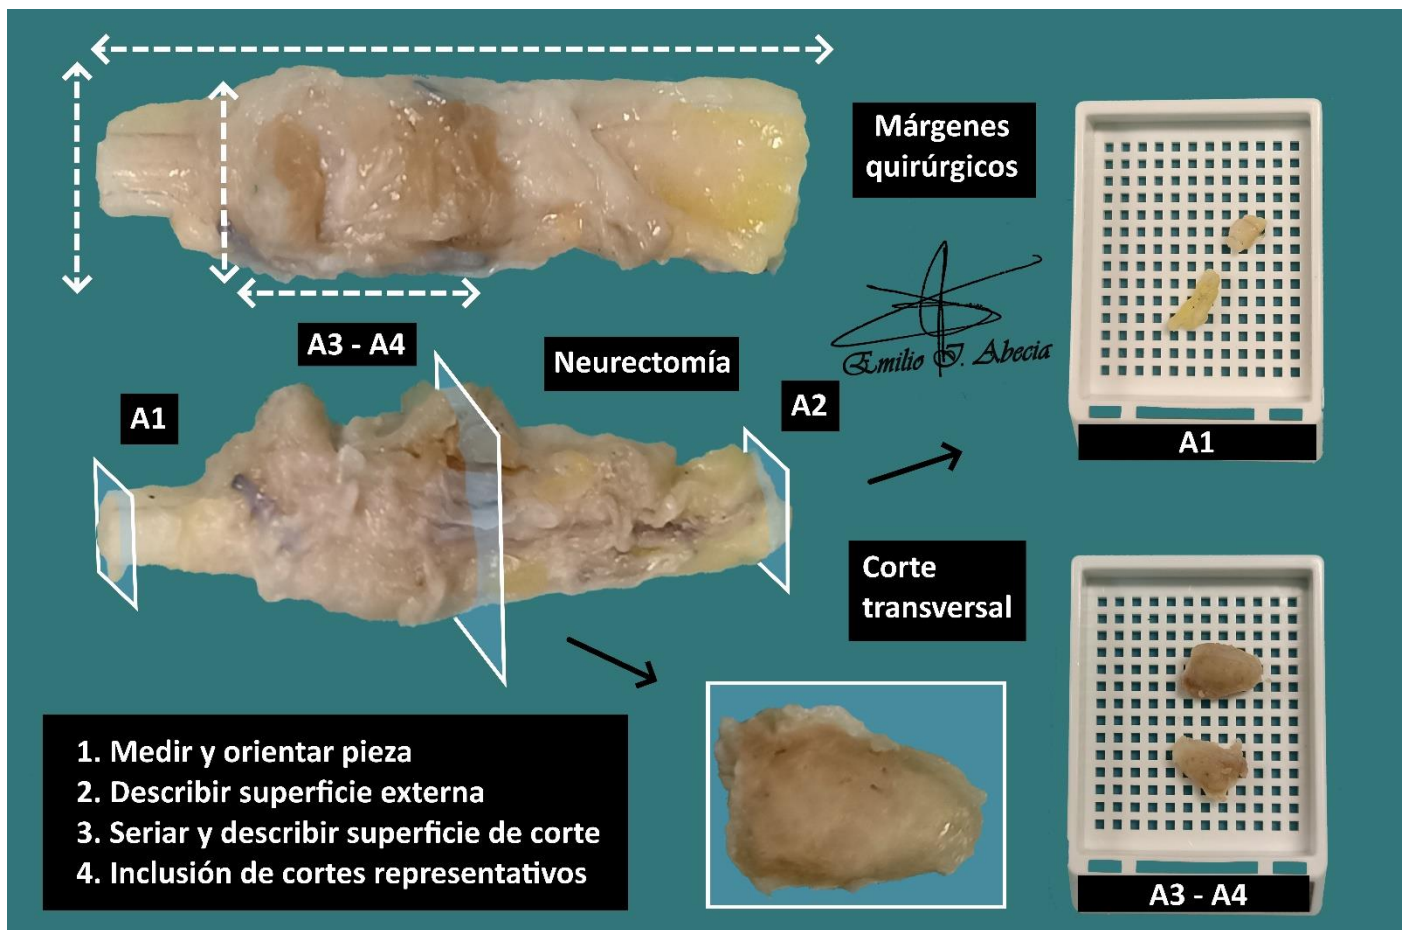 Márgenes
quirúrgicos
A3 - A4
Neurectomía
A1
A2
Emilio J. Abecia
A1
Corte
transversal
1. Medir y orientar pieza
2. Describir superficie externa
3. Seriar y describir superficie de corte
4. Inclusión de cortes representativos
A3 - A4